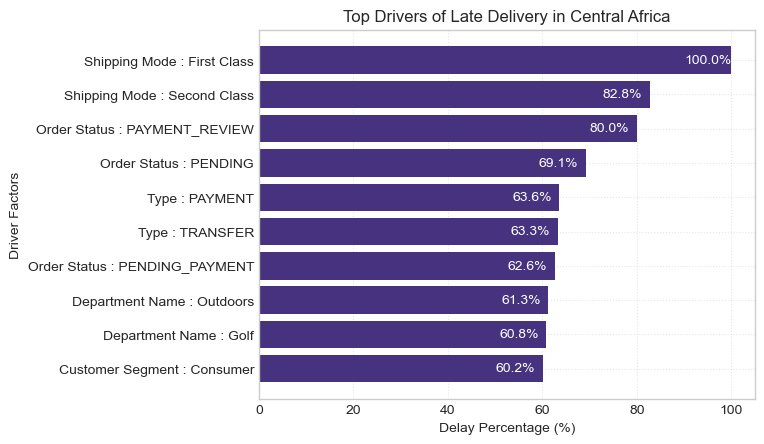 Top Drivers of Late Delivery in Central Africa
Driver Factors
Shipping Mode : First Class 100.0%
Shipping Mode : Second Class 82.8%
Order Status : PAYMENT_REVIEW 80.0%
Order Status : PENDING 69.1%
Type : PAYMENT 63.6%
Type : TRANSFER 63.3%
Order Status : PENDING_PAYMENT 62.6%
Department Name : Outdoors 61.3%
Department Name : Golf 60.8%
Customer Segment : Consumer 60.2%
0 20 40 60 80 100
Delay Percentage (%)